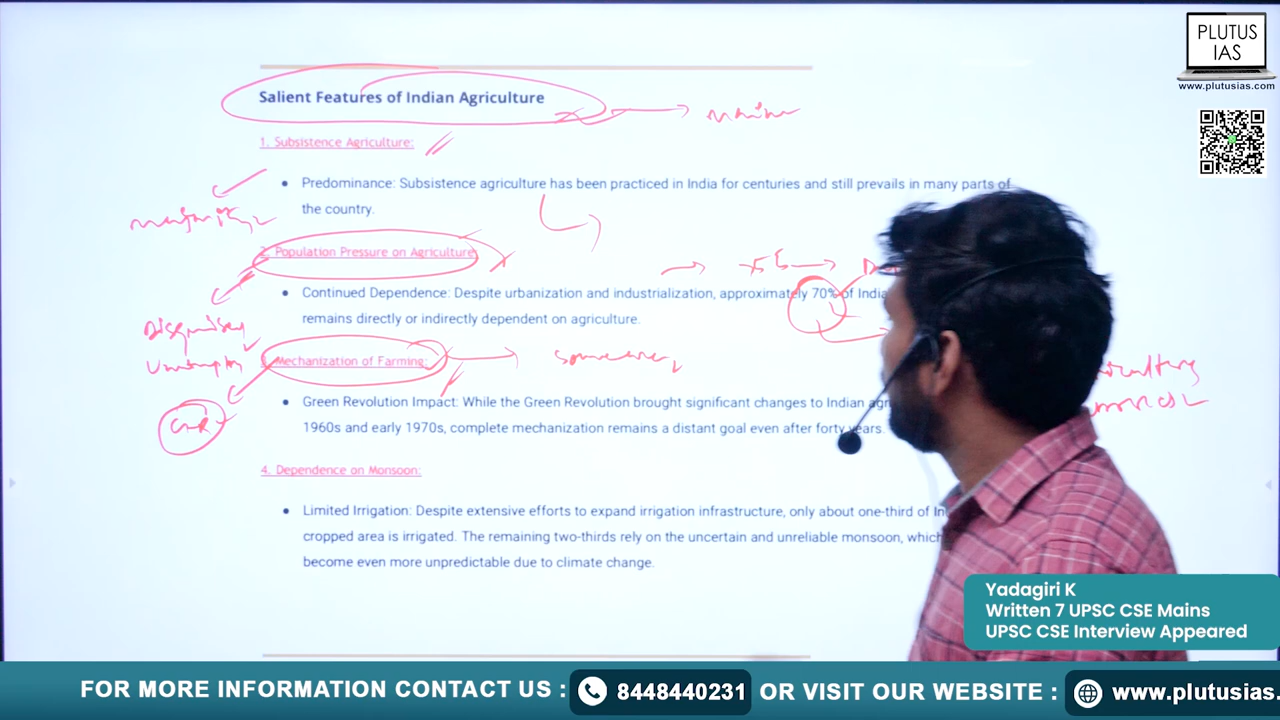 PLUTUS
IAS
www.plutusias.com
Salient Features of Indian Agriculture
1. Subsistence Agriculture:
Predominance: Subsistence agriculture has been practiced in India for centuries and still prevails in many parts of
the country.
2. Population Pressure on Agriculture
Continued Dependence: Despite urbanization and industrialization, approximately 70% of India
remains directly or indirectly dependent on agriculture.
Mechanization of Farming:
Green Revolution Impact: While the Green Revolution brought significant changes to Indian agr
1960s and early 1970s, complete mechanization remains a distant goal even after forty years.
4. Dependence on Monsoon:
Limited Irrigation: Despite extensive efforts to expand irrigation infrastructure, only about one-third of In
cropped area is irrigated. The remaining two-thirds rely on the uncertain and unreliable monsoon, which
become even more unpredictable due to climate change.
Yadagiri K
Written 7 UPSC CSE Mains
UPSC CSE Interview Appeared
FOR MORE INFORMATION CONTACT US : 8448440231 OR VISIT OUR WEBSITE : www.plutusias.